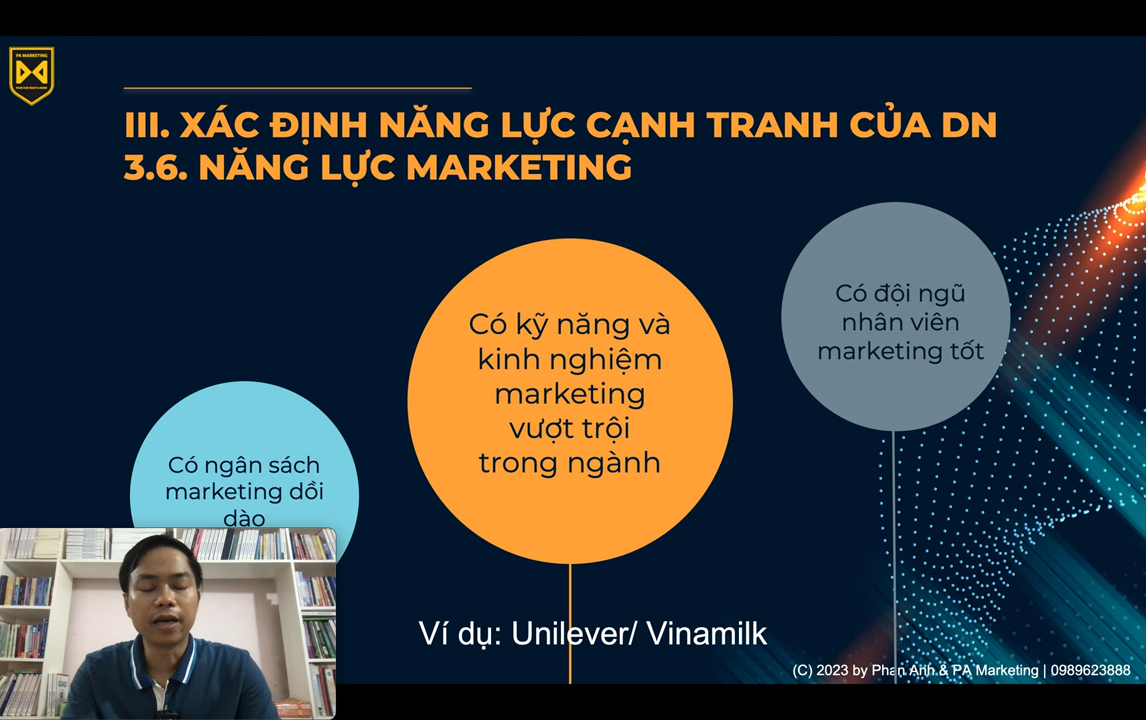 PA MARKETING
III. XÁC ĐỊNH NĂNG LỰC CẠNH TRANH CỦA DN
3.6. NĂNG LỰC MARKETING
Có ngân sách
marketing dồi
dào
Có kỹ năng và
kinh nghiệm
marketing
vượt trội
trong ngành
Có đội ngũ
nhân viên
marketing tốt
Ví dụ: Unilever/ Vinamilk
(C) 2023 by Phan Anh & PA Marketing | 0989623888